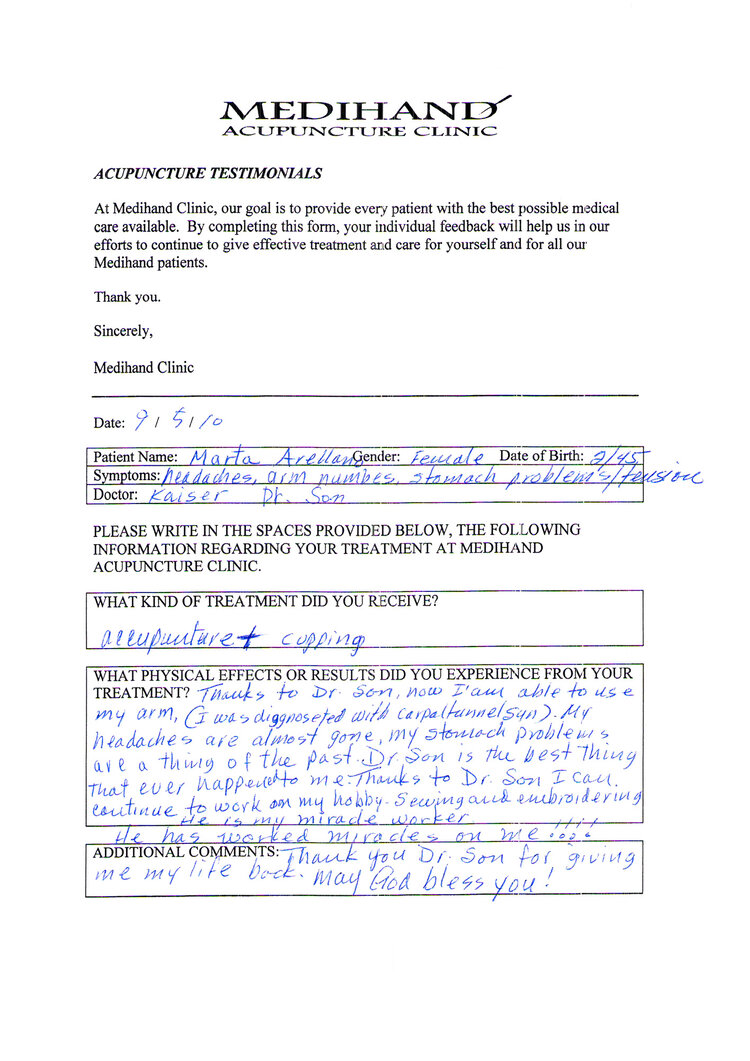 MEDIHAND
ACUPUNCTURE CLINIC
ACUPUNCTURE TESTIMONIALS
At Medihand Clinic, our goal is to provide every patient with the best possible medical
care available. By completing this form, your individual feedback will help us in our
efforts to continue to give effective treatment and care for yourself and for all our
Medihand patients.
Thank you.
Sincerely,
Medihand Clinic
Date: 9 / 5 / 10
Patient Name: Marta Arellano Gender: Female Date of Birth: 2/45
Symptoms: headaches, arm numbes, stomach problems/tension
Doctor: Kaiser Dr. Son
PLEASE WRITE IN THE SPACES PROVIDED BELOW, THE FOLLOWING
INFORMATION REGARDING YOUR TREATMENT AT MEDIHAND
ACUPUNCTURE CLINIC.
WHAT KIND OF TREATMENT DID YOU RECEIVE?
accupuncture + cupping
WHAT PHYSICAL EFFECTS OR RESULTS DID YOU EXPERIENCE FROM YOUR
TREATMENT? Thanks to Dr. Son, now I'am able to use
my arm, (I was diggnoseted with carpaltunnel syn). My
headaches are almost gone, my stomach problems
are a thing of the past. Dr. Son is the best thing
that ever happened to me. Thanks to Dr. Son I can
continue to work on my hobby. Sewing and embroidering
He is my miracle worker
He has worked miracles on me!!!!
ADDITIONAL COMMENTS: Thank you Dr. Son for giving
me my life back. May God bless you!